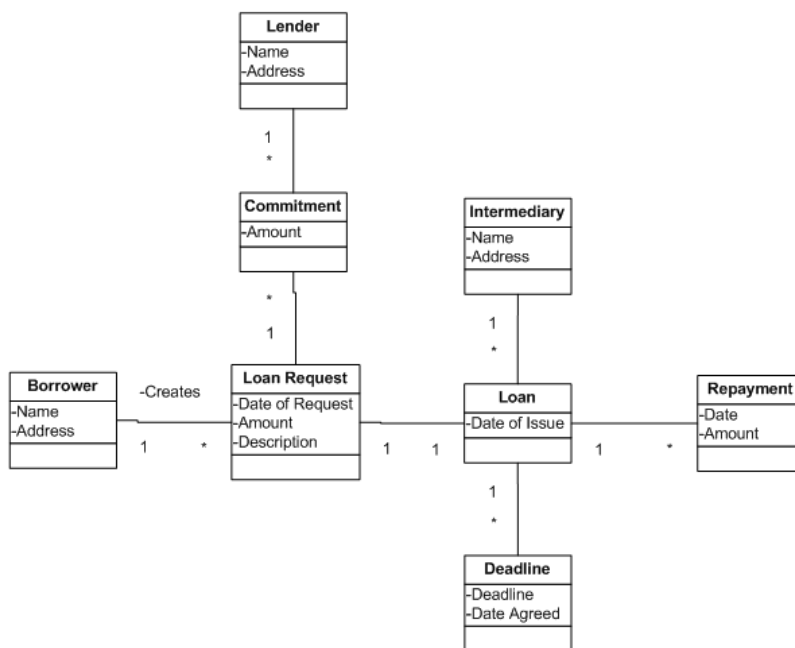 Lender
-Name
-Address
1
*
Commitment
-Amount
*
1
Intermediary
-Name
-Address
1
*
Borrower
-Name
-Address
-Creates
1
*
Loan Request
-Date of Request
-Amount
-Description
1
1
Loan
-Date of Issue
1
*
Repayment
-Date
-Amount
1
*
Deadline
-Deadline
-Date Agreed